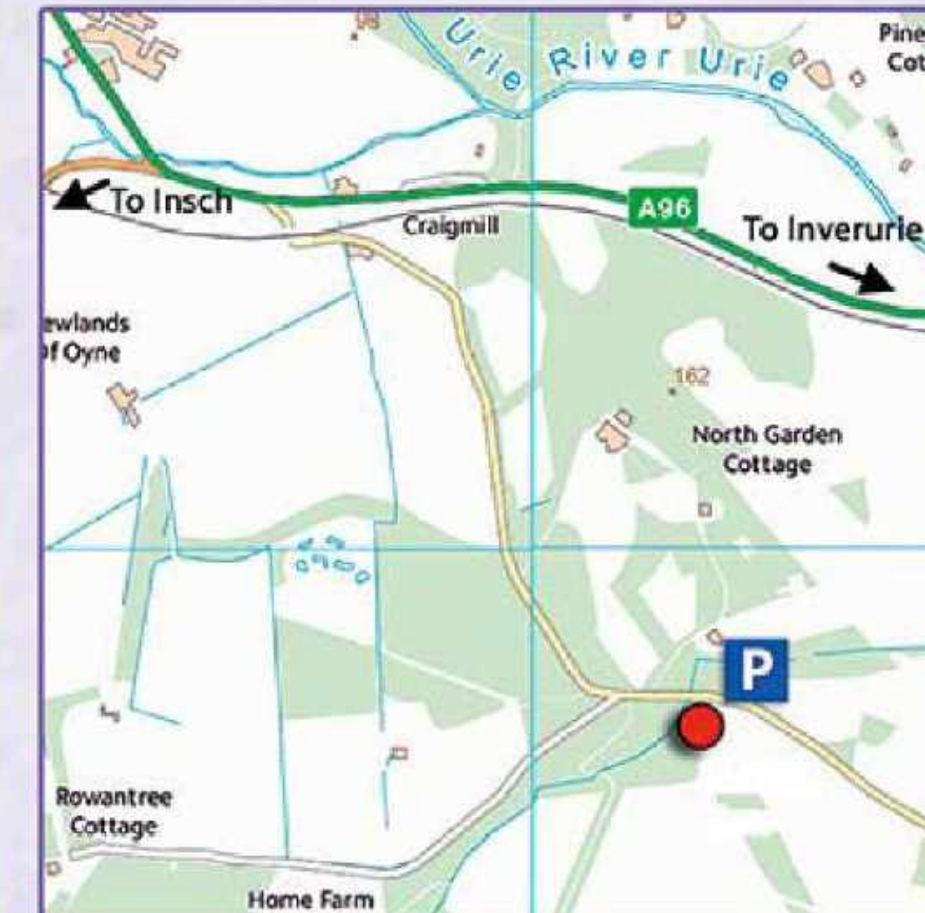 Urie
River Urie
Pine
Cot
To Insch
Craigmill
A96
To Inverurie
ewlands
Of Oyne
162
North Garden
Cottage
P
Rowantree
Cottage
Home Farm